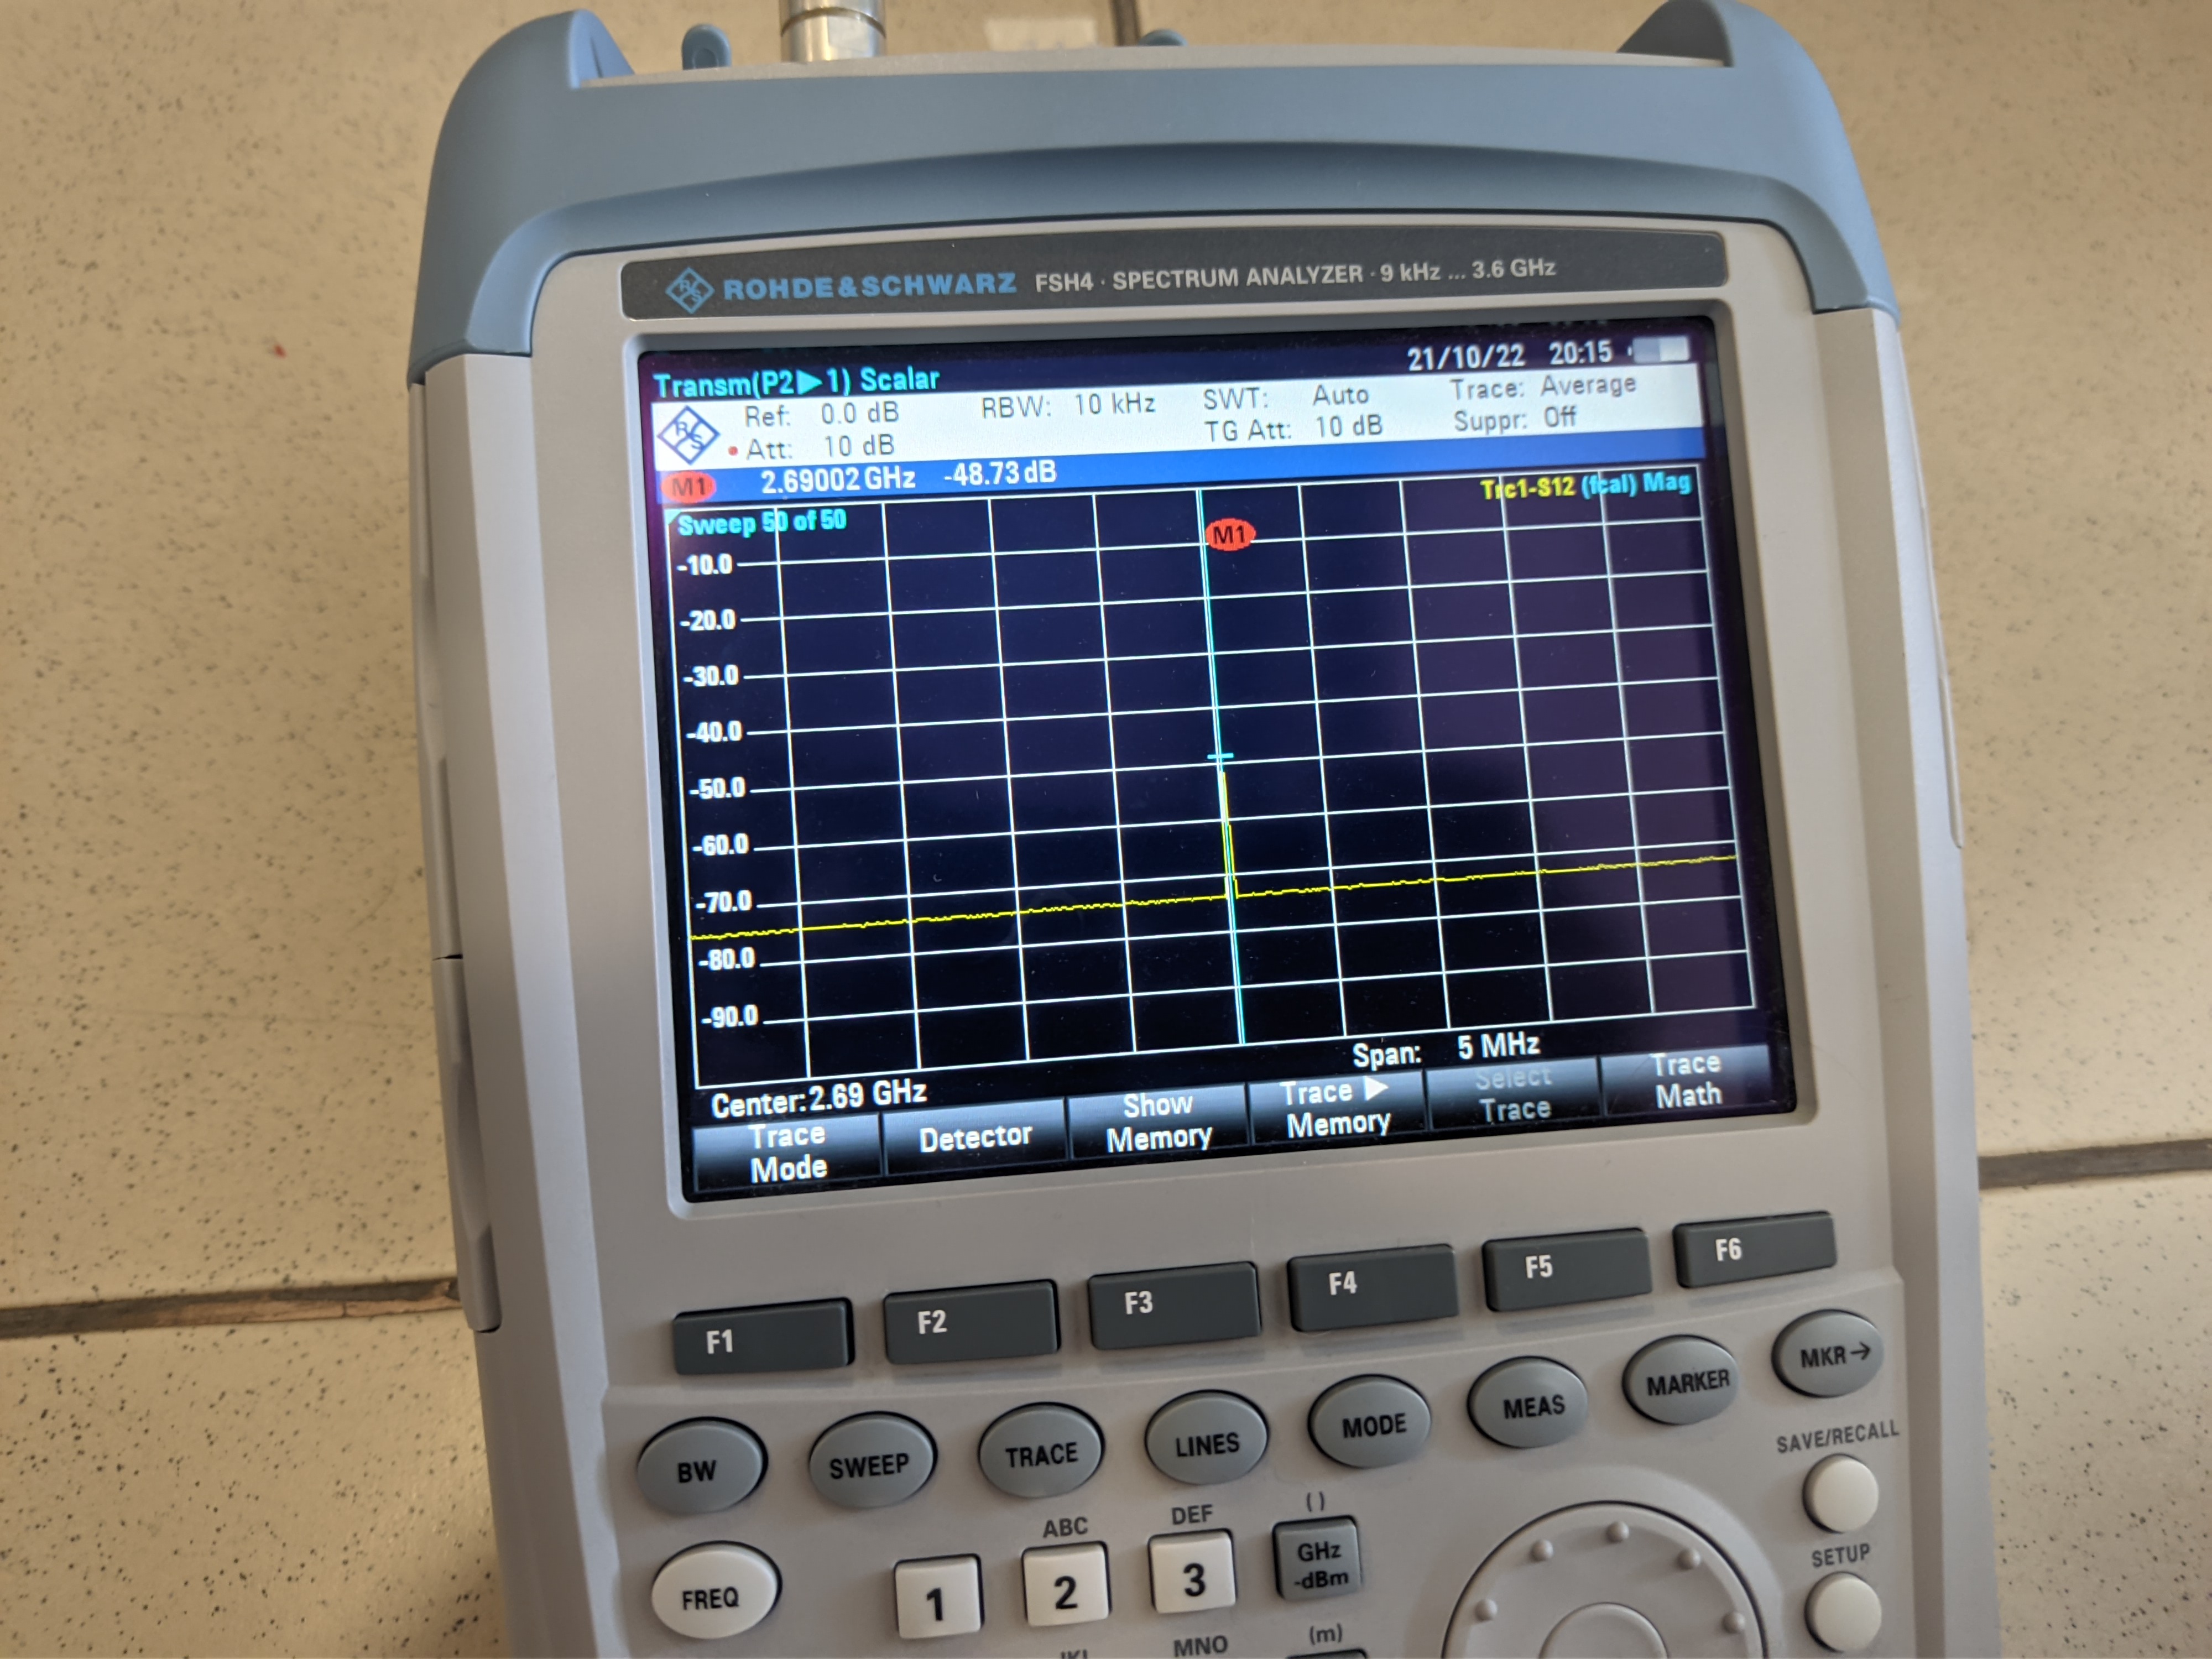 ROHDE&SCHWARZ FSH4 · SPECTRUM ANALYZER · 9 kHz ... 3.6 GHz
21/10/22 20:15
Transm(P2▶1) Scalar
Ref: 0.0 dB RBW: 10 kHz SWT: Auto Trace: Average
Att: 10 dB TG Att: 10 dB Suppr: Off
R&S
M1 2.69002 GHz -48.73 dB
Trc1-S12 (fcal) Mag
Sweep 50 of 50
M1
-10.0
-20.0
-30.0
-40.0
-50.0
-60.0
-70.0
-80.0
-90.0
Center: 2.69 GHz Span: 5 MHz
Trace Mode
Detector
Show Memory
Trace ▶ Memory
Select Trace
Trace Math
F1 F2 F3 F4 F5 F6
BW SWEEP TRACE LINES MODE MEAS MARKER MKR→
SAVE/RECALL
ABC DEF ()
FREQ 1 2 3 GHz -dBm
SETUP
MNO (m)